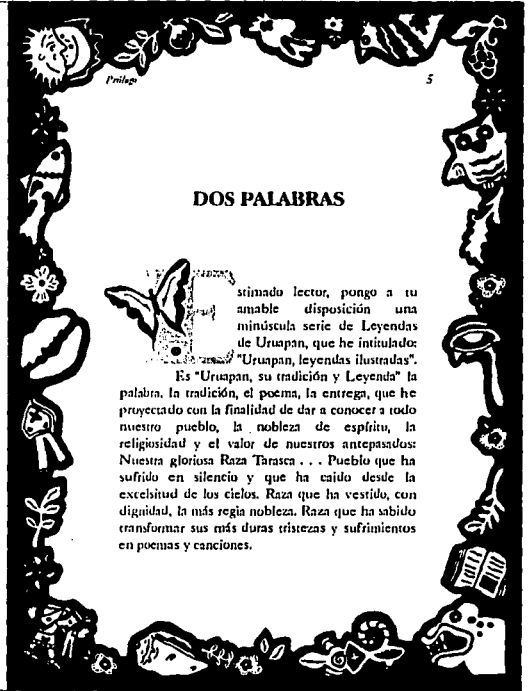 Prólogo 5
DOS PALABRAS
Estimado lector, pongo a tu
amable disposición una
minúscula serie de Leyendas
de Uruapan, que he intitulado:
"Uruapan, leyendas ilustradas".
Es "Uruapan, su tradición y Leyenda" la
palabra, la tradición, el poema, la entrega, que he
proyectado con la finalidad de dar a conocer a todo
nuestro pueblo, la nobleza de espíritu, la
religiosidad y el valor de nuestros antepasados:
Nuestra gloriosa Raza Tarasca . . . Pueblo que ha
sufrido en silencio y que ha caído desde la
excelsitud de los cielos. Raza que ha vestido, con
dignidad, la más regia nobleza. Raza que ha sabido
transformar sus más duras tristezas y sufrimientos
en poemas y canciones.